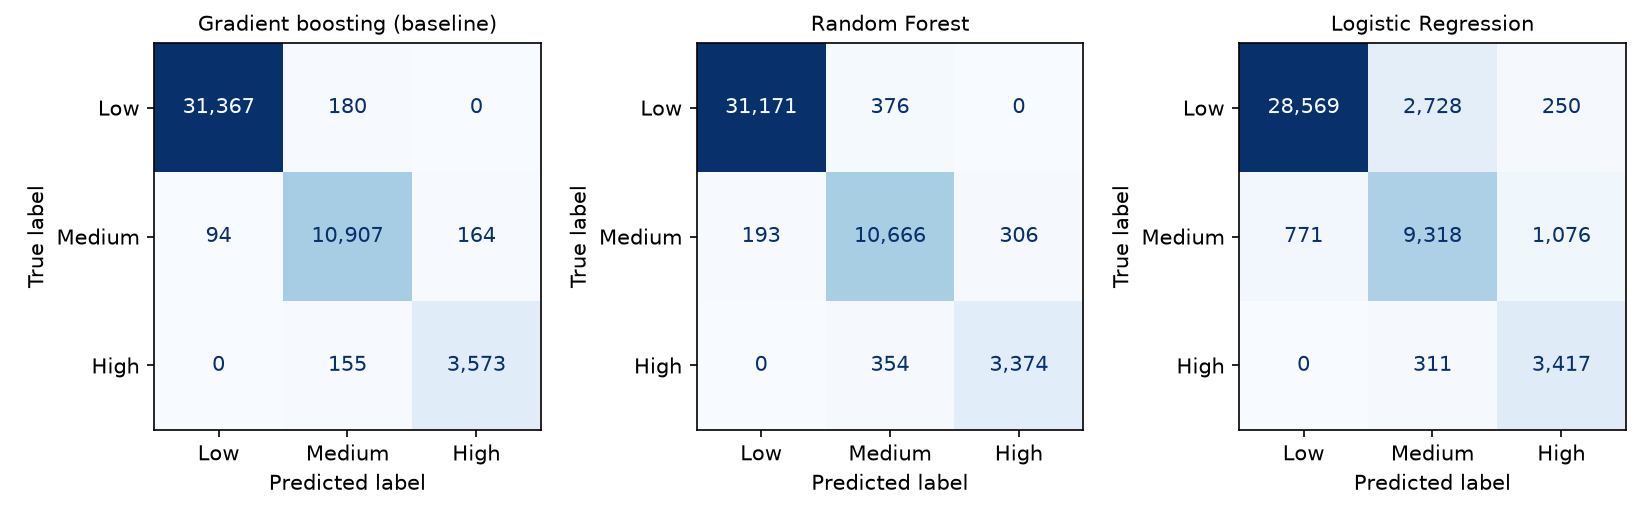 Gradient boosting (baseline)
True label
Low 31,367 180 0
Medium 94 10,907 164
High 0 155 3,573
Low Medium High
Predicted label
Random Forest
True label
Low 31,171 376 0
Medium 193 10,666 306
High 0 354 3,374
Low Medium High
Predicted label
Logistic Regression
True label
Low 28,569 2,728 250
Medium 771 9,318 1,076
High 0 311 3,417
Low Medium High
Predicted label